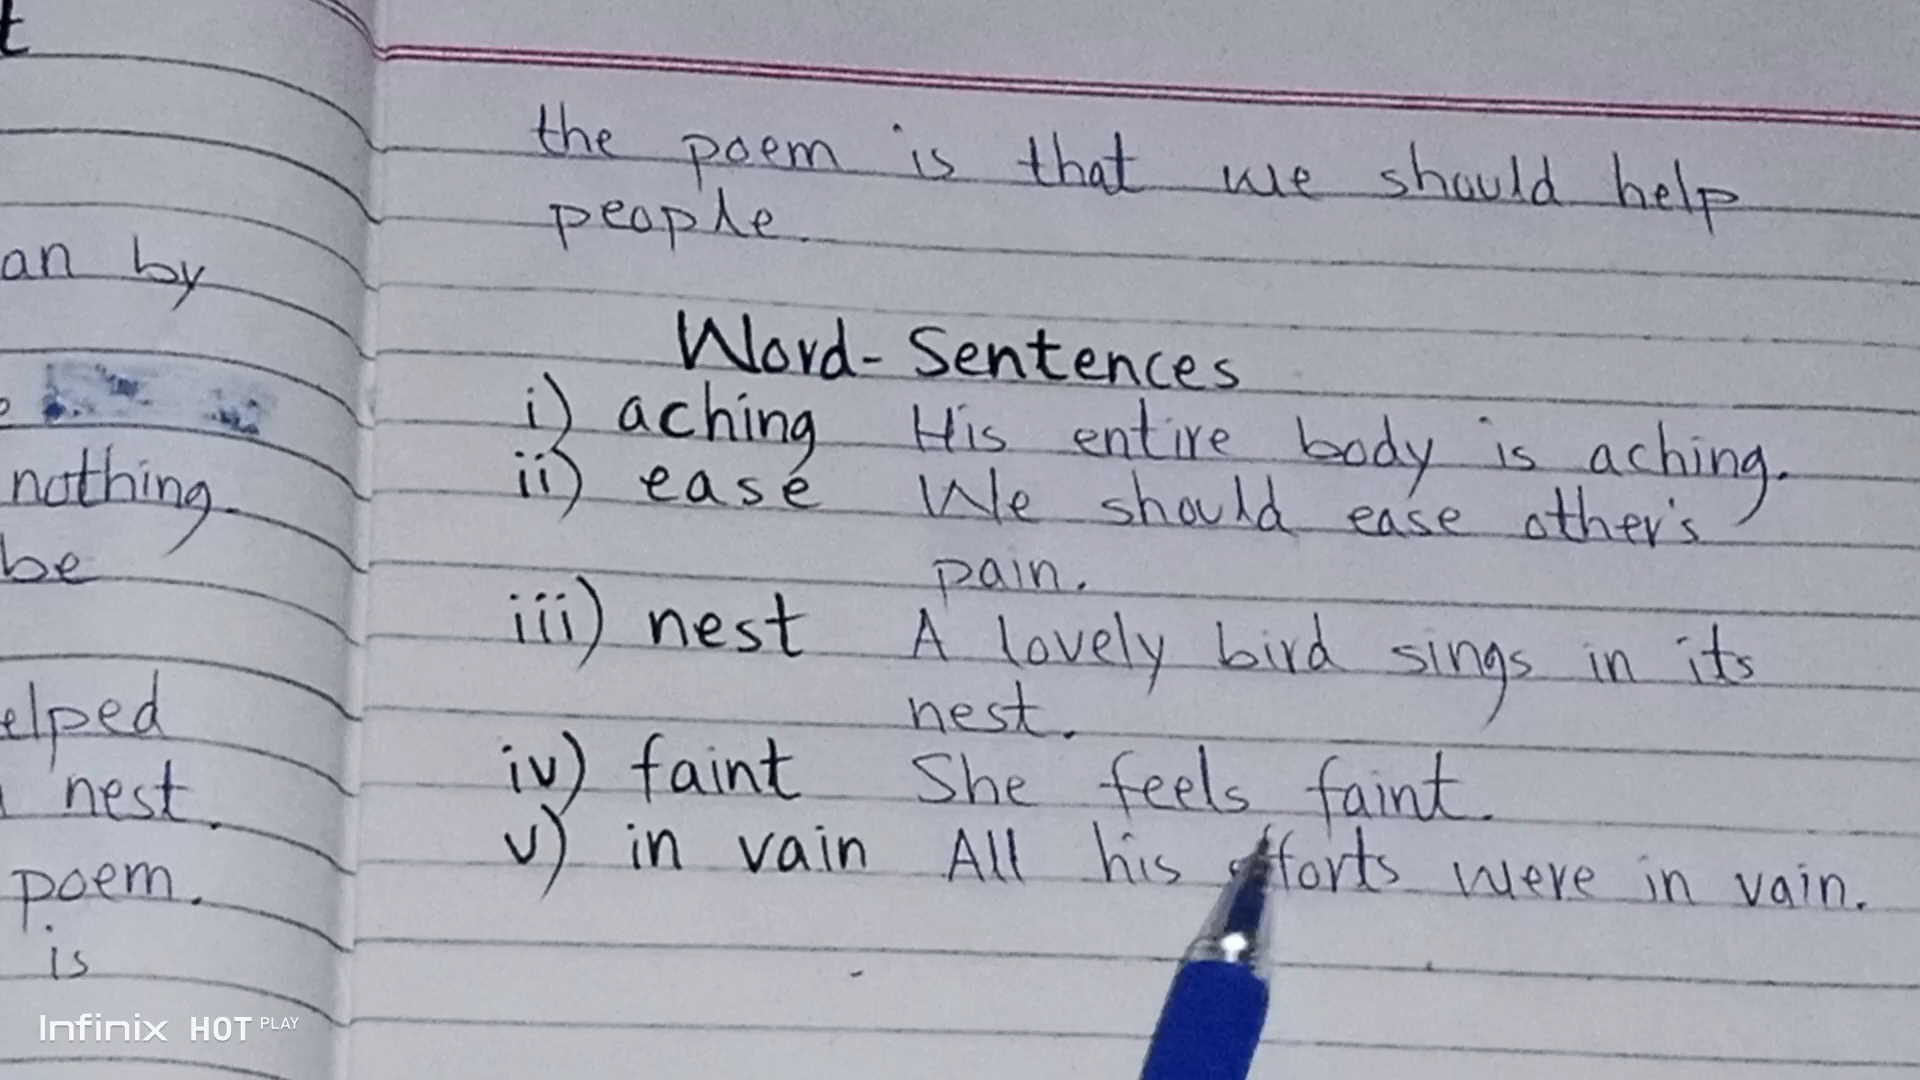 t
an by
nothing.
be
elped
nest.
poem.
is
the poem is that we should help
people.
Word-Sentences
i) aching His entire body is aching.
ii) ease We should ease other's
pain.
iii) nest A lovely bird sings in its
nest.
iv) faint She feels faint.
v) in vain All his efforts were in vain.
Infinix HOT PLAY